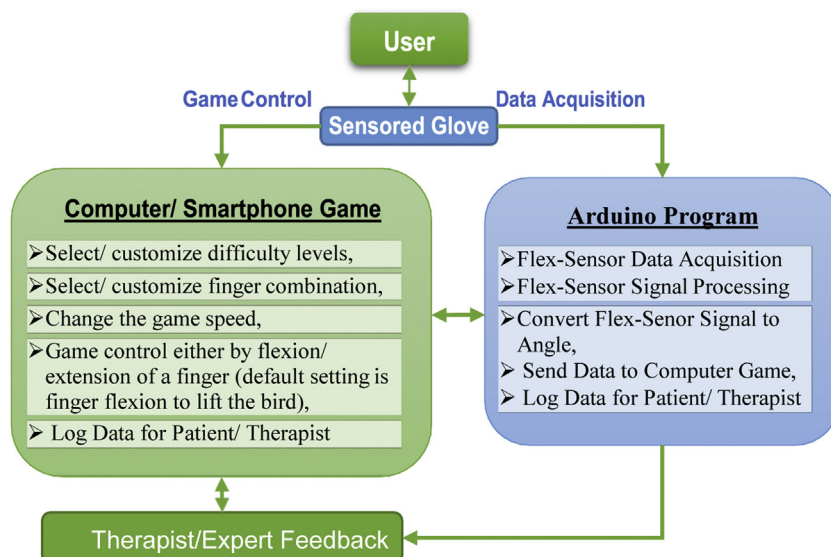 User
Game Control
Data Acquisition
Sensored Glove
Computer/ Smartphone Game
➢Select/ customize difficulty levels,
➢Select/ customize finger combination,
➢Change the game speed,
➢Game control either by flexion/
extension of a finger (default setting is
finger flexion to lift the bird),
➢ Log Data for Patient/ Therapist
Arduino Program
➢Flex-Sensor Data Acquisition
➢Flex-Sensor Signal Processing
➢Convert Flex-Senor Signal to
Angle,
➢ Send Data to Computer Game,
➢ Log Data for Patient/ Therapist
Therapist/Expert Feedback